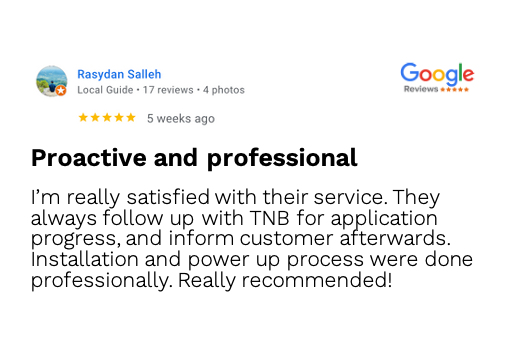 Rasydan Salleh
Google
Local Guide • 17 reviews • 4 photos
Reviews
5 weeks ago
Proactive and professional
I’m really satisfied with their service. They
always follow up with TNB for application
progress, and inform customer afterwards.
Installation and power up process were done
professionally. Really recommended!